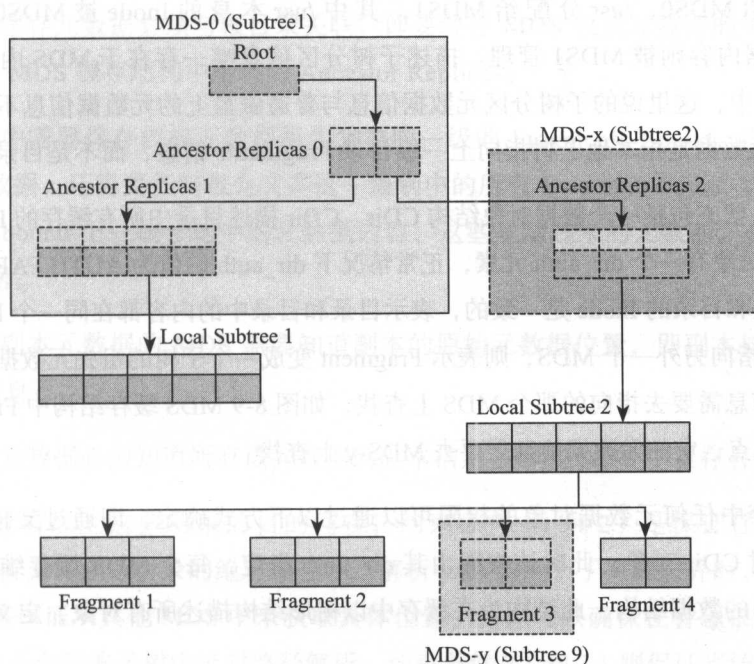 MDS-0 (Subtree1)
Root
Ancestor Replicas 0
MDS-x (Subtree2)
Ancestor Replicas 1
Ancestor Replicas 2
Local Subtree 1
Local Subtree 2
Fragment 1
Fragment 2
Fragment 3
Fragment 4
MDS-y (Subtree 9)